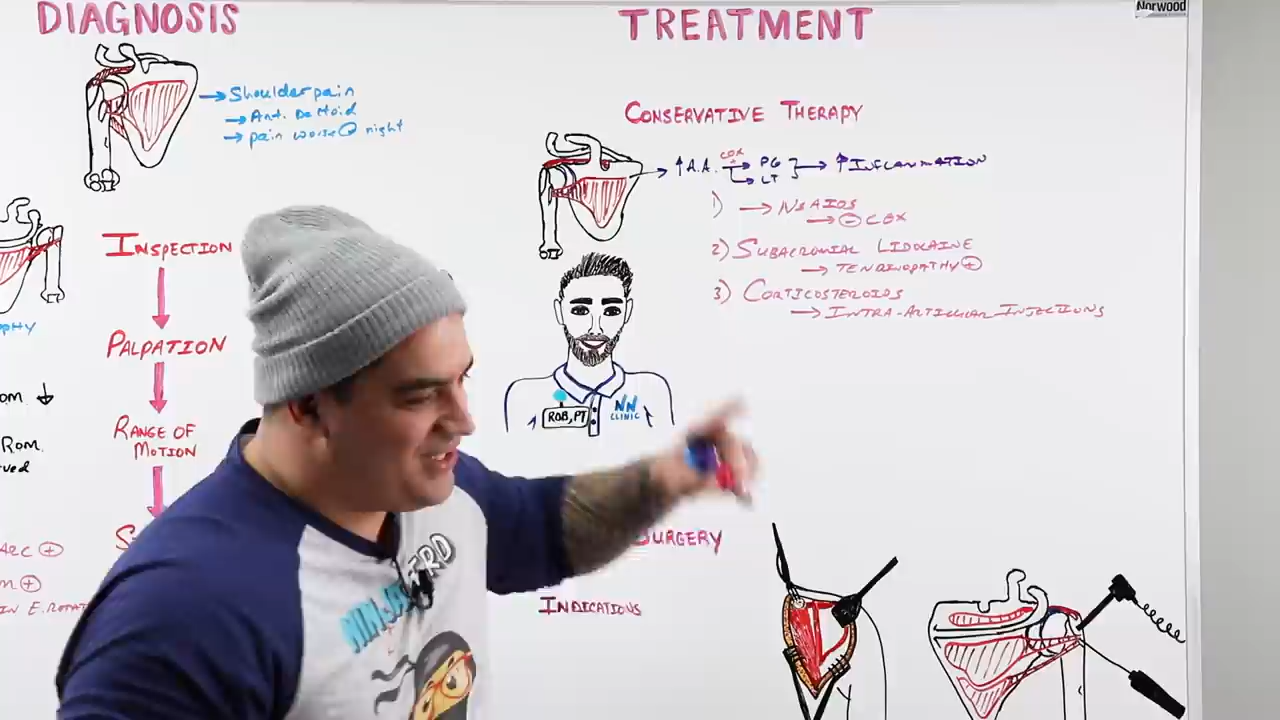 DIAGNOSIS
→ Shoulder pain
→ Ant. Deltoid
→ pain worse @ night
INSPECTION
PALPATION
RANGE OF
MOTION
ROM.
ARC ⊕
TREATMENT
CONSERVATIVE THERAPY
↑A.A. COX → PG
→ LT
→ ↑INFLAMMATION
1) → NSAIDS
→ ⊖ COX
2) SUBACROMIAL LIDOCAINE
→ TENDINOPATHY ⊕
3) CORTICOSTEROIDS
→ INTRA-ARTICULAR INJECTIONS
ROB, PT
NN
CLINIC
SURGERY
INDICATIONS
Norwood